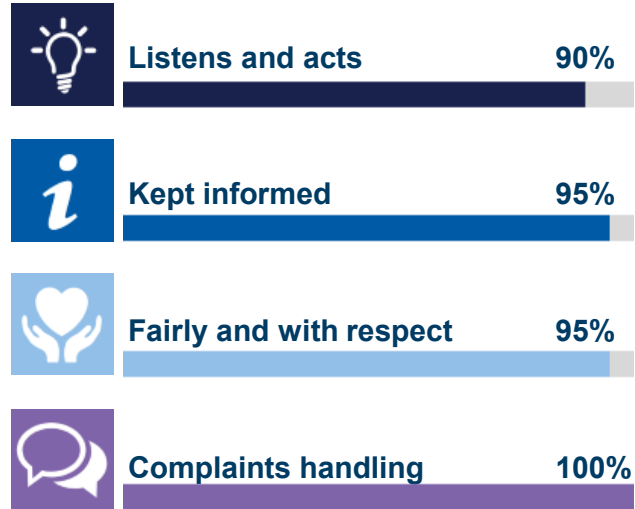 Listens and acts 90%
Kept informed 95%
Fairly and with respect 95%
Complaints handling 100%